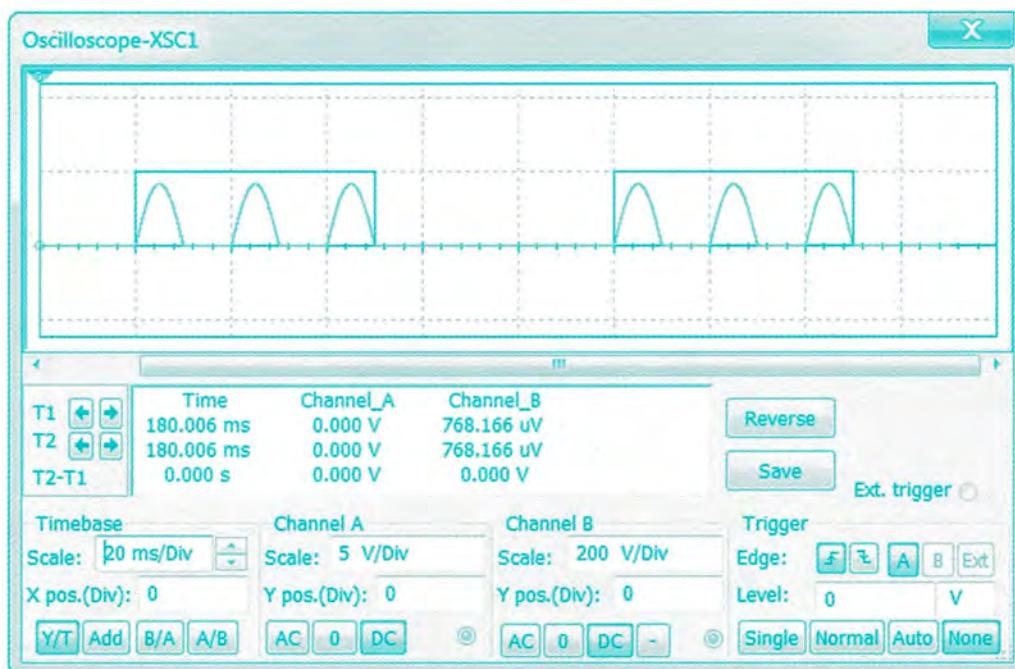 Oscilloscope-XSC1
X
T1
T2
T2-T1
Time Channel_A Channel_B
180.006 ms 0.000 V 768.166 uV
180.006 ms 0.000 V 768.166 uV
0.000 s 0.000 V 0.000 V
Reverse
Save
Ext. trigger
Timebase
Scale: 20 ms/Div
X pos.(Div): 0
Y/T Add B/A A/B
Channel A
Scale: 5 V/Div
Y pos.(Div): 0
AC 0 DC
Channel B
Scale: 200 V/Div
Y pos.(Div): 0
AC 0 DC -
Trigger
Edge: A B Ext
Level: 0 V
Single Normal Auto None